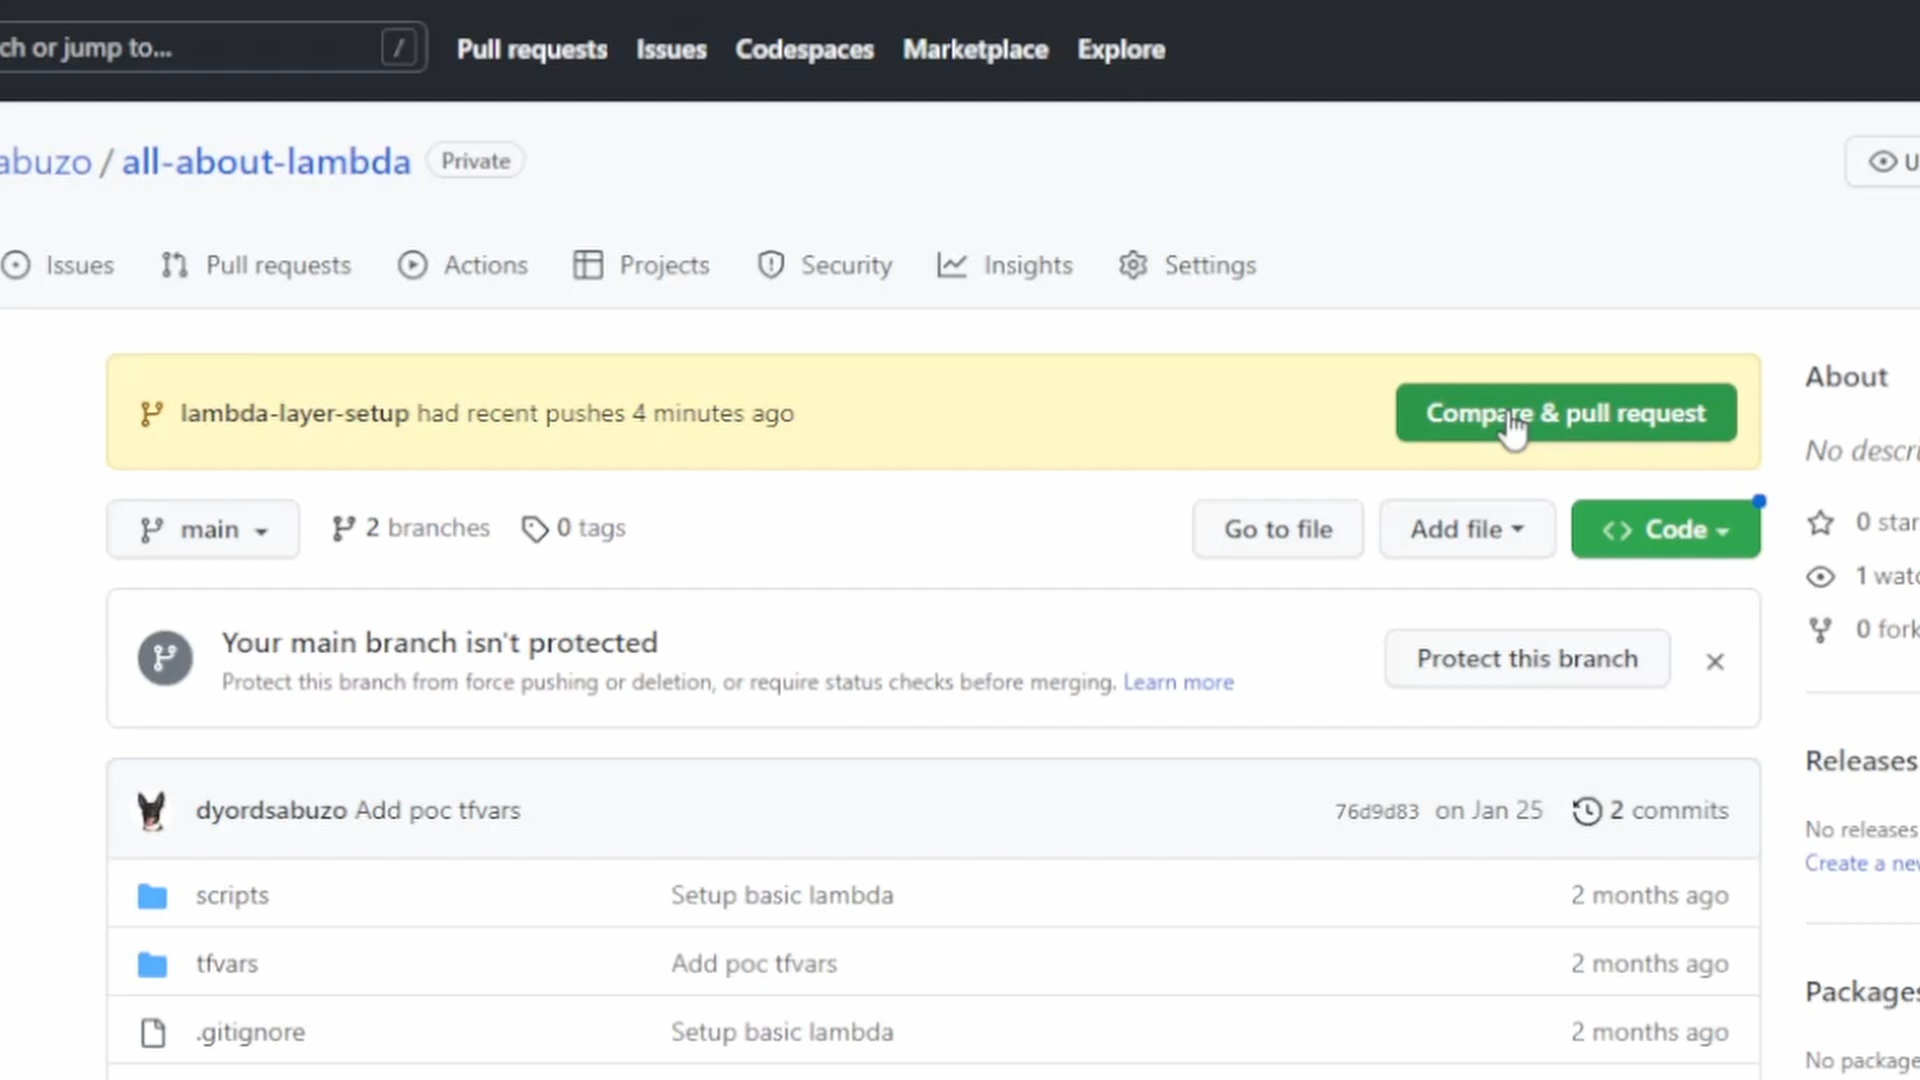 ch or jump to... / Pull requests Issues Codespaces Marketplace Explore
abuzo / all-about-lambda Private U
Issues Pull requests Actions Projects Security Insights Settings
lambda-layer-setup had recent pushes 4 minutes ago Compare & pull request
About
No descri
main 2 branches 0 tags Go to file Add file Code
0 star
1 watc
0 fork
Your main branch isn't protected
Protect this branch from force pushing or deletion, or require status checks before merging. Learn more
Protect this branch
Releases
dyordsabuzo Add poc tfvars 76d9d83 on Jan 25 2 commits
No releases
Create a new
scripts Setup basic lambda 2 months ago
tfvars Add poc tfvars 2 months ago
Packages
.gitignore Setup basic lambda 2 months ago
No package